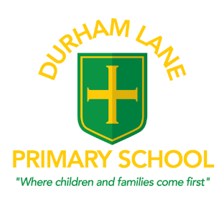 DURHAM LANE
PRIMARY SCHOOL
"Where children and families come first"